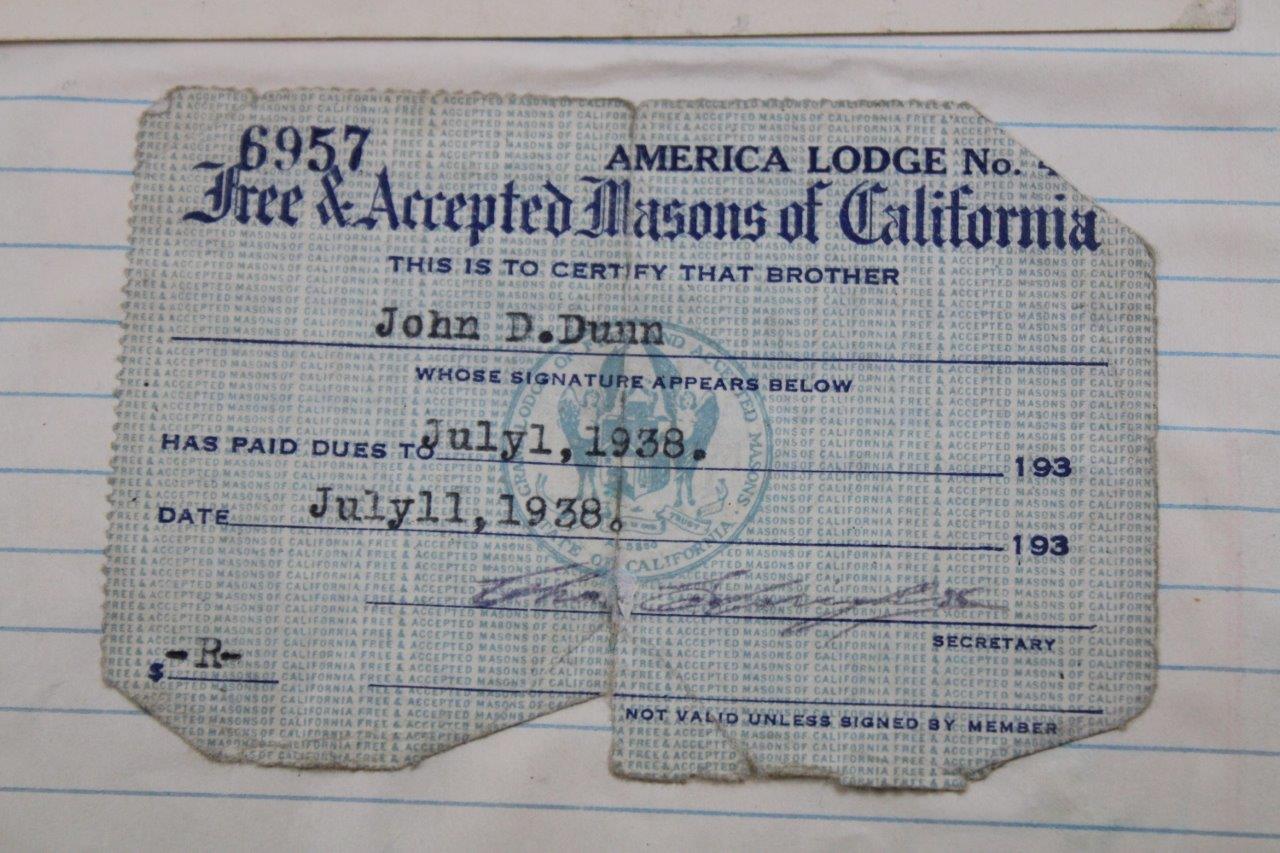 6957
AMERICA LODGE No.
Free & Accepted Masons of California
THIS IS TO CERTIFY THAT BROTHER
John D.Dunn
WHOSE SIGNATURE APPEARS BELOW
HAS PAID DUES TO July1,1938. 193
DATE July11,1938. 193
SECRETARY
$ -R-
NOT VALID UNLESS SIGNED BY MEMBER